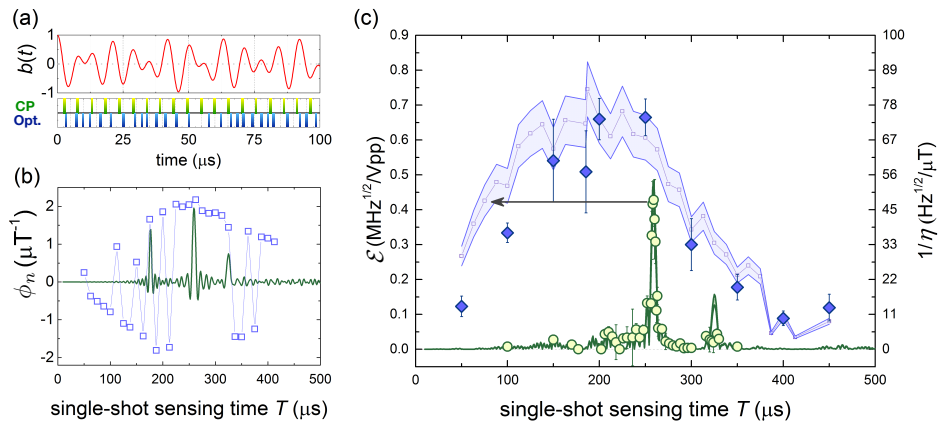 (a)
b(t)
1
0
-1
CP
Opt.
0 25 50 75 100
time (μs)
(b)
ϕn (μT⁻¹)
2
1
0
-1
-2
0 100 200 300 400 500
single-shot sensing time T (μs)
(c)
ℰ (MHz^1/2/Vpp)
0.9
0.8
0.7
0.6
0.5
0.4
0.3
0.2
0.1
0.0
0 100 200 300 400 500
single-shot sensing time T (μs)
100
89
78
67
56
45
33
22
11
0
1/η (Hz^1/2/μT)